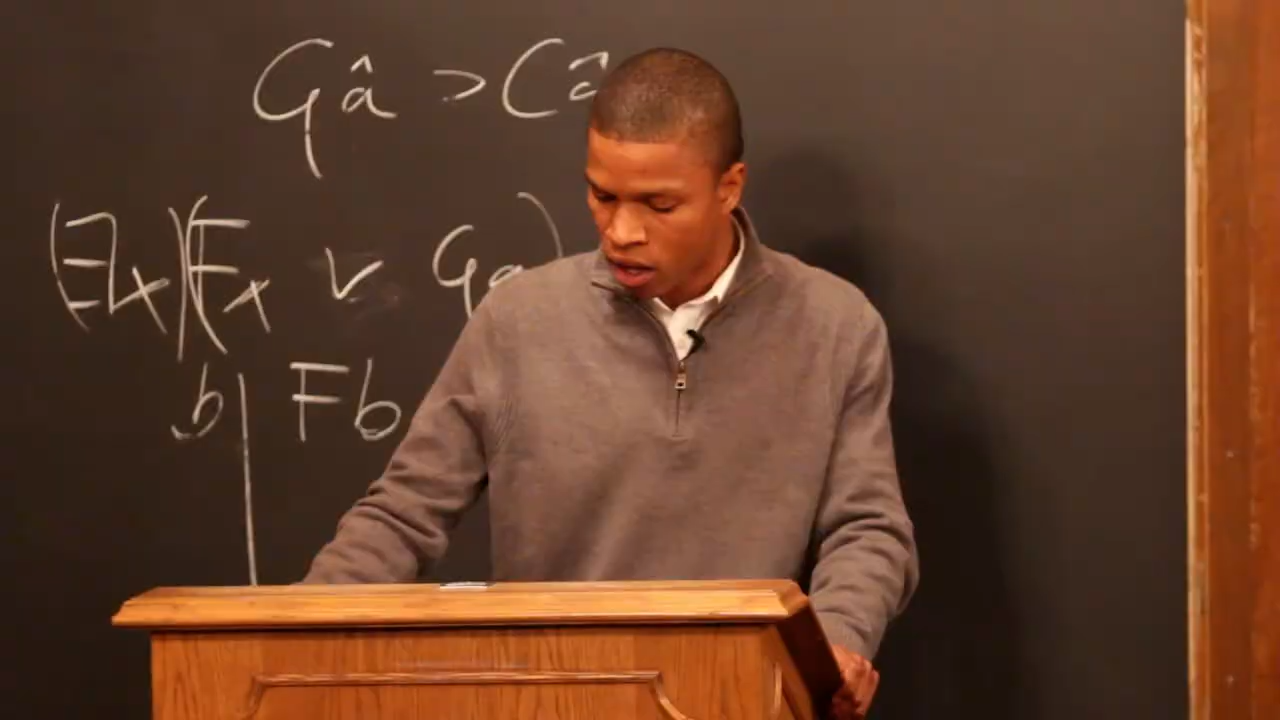 Gâ ⊃ Câ
(∃x)(Fx v Ga)
b| Fb